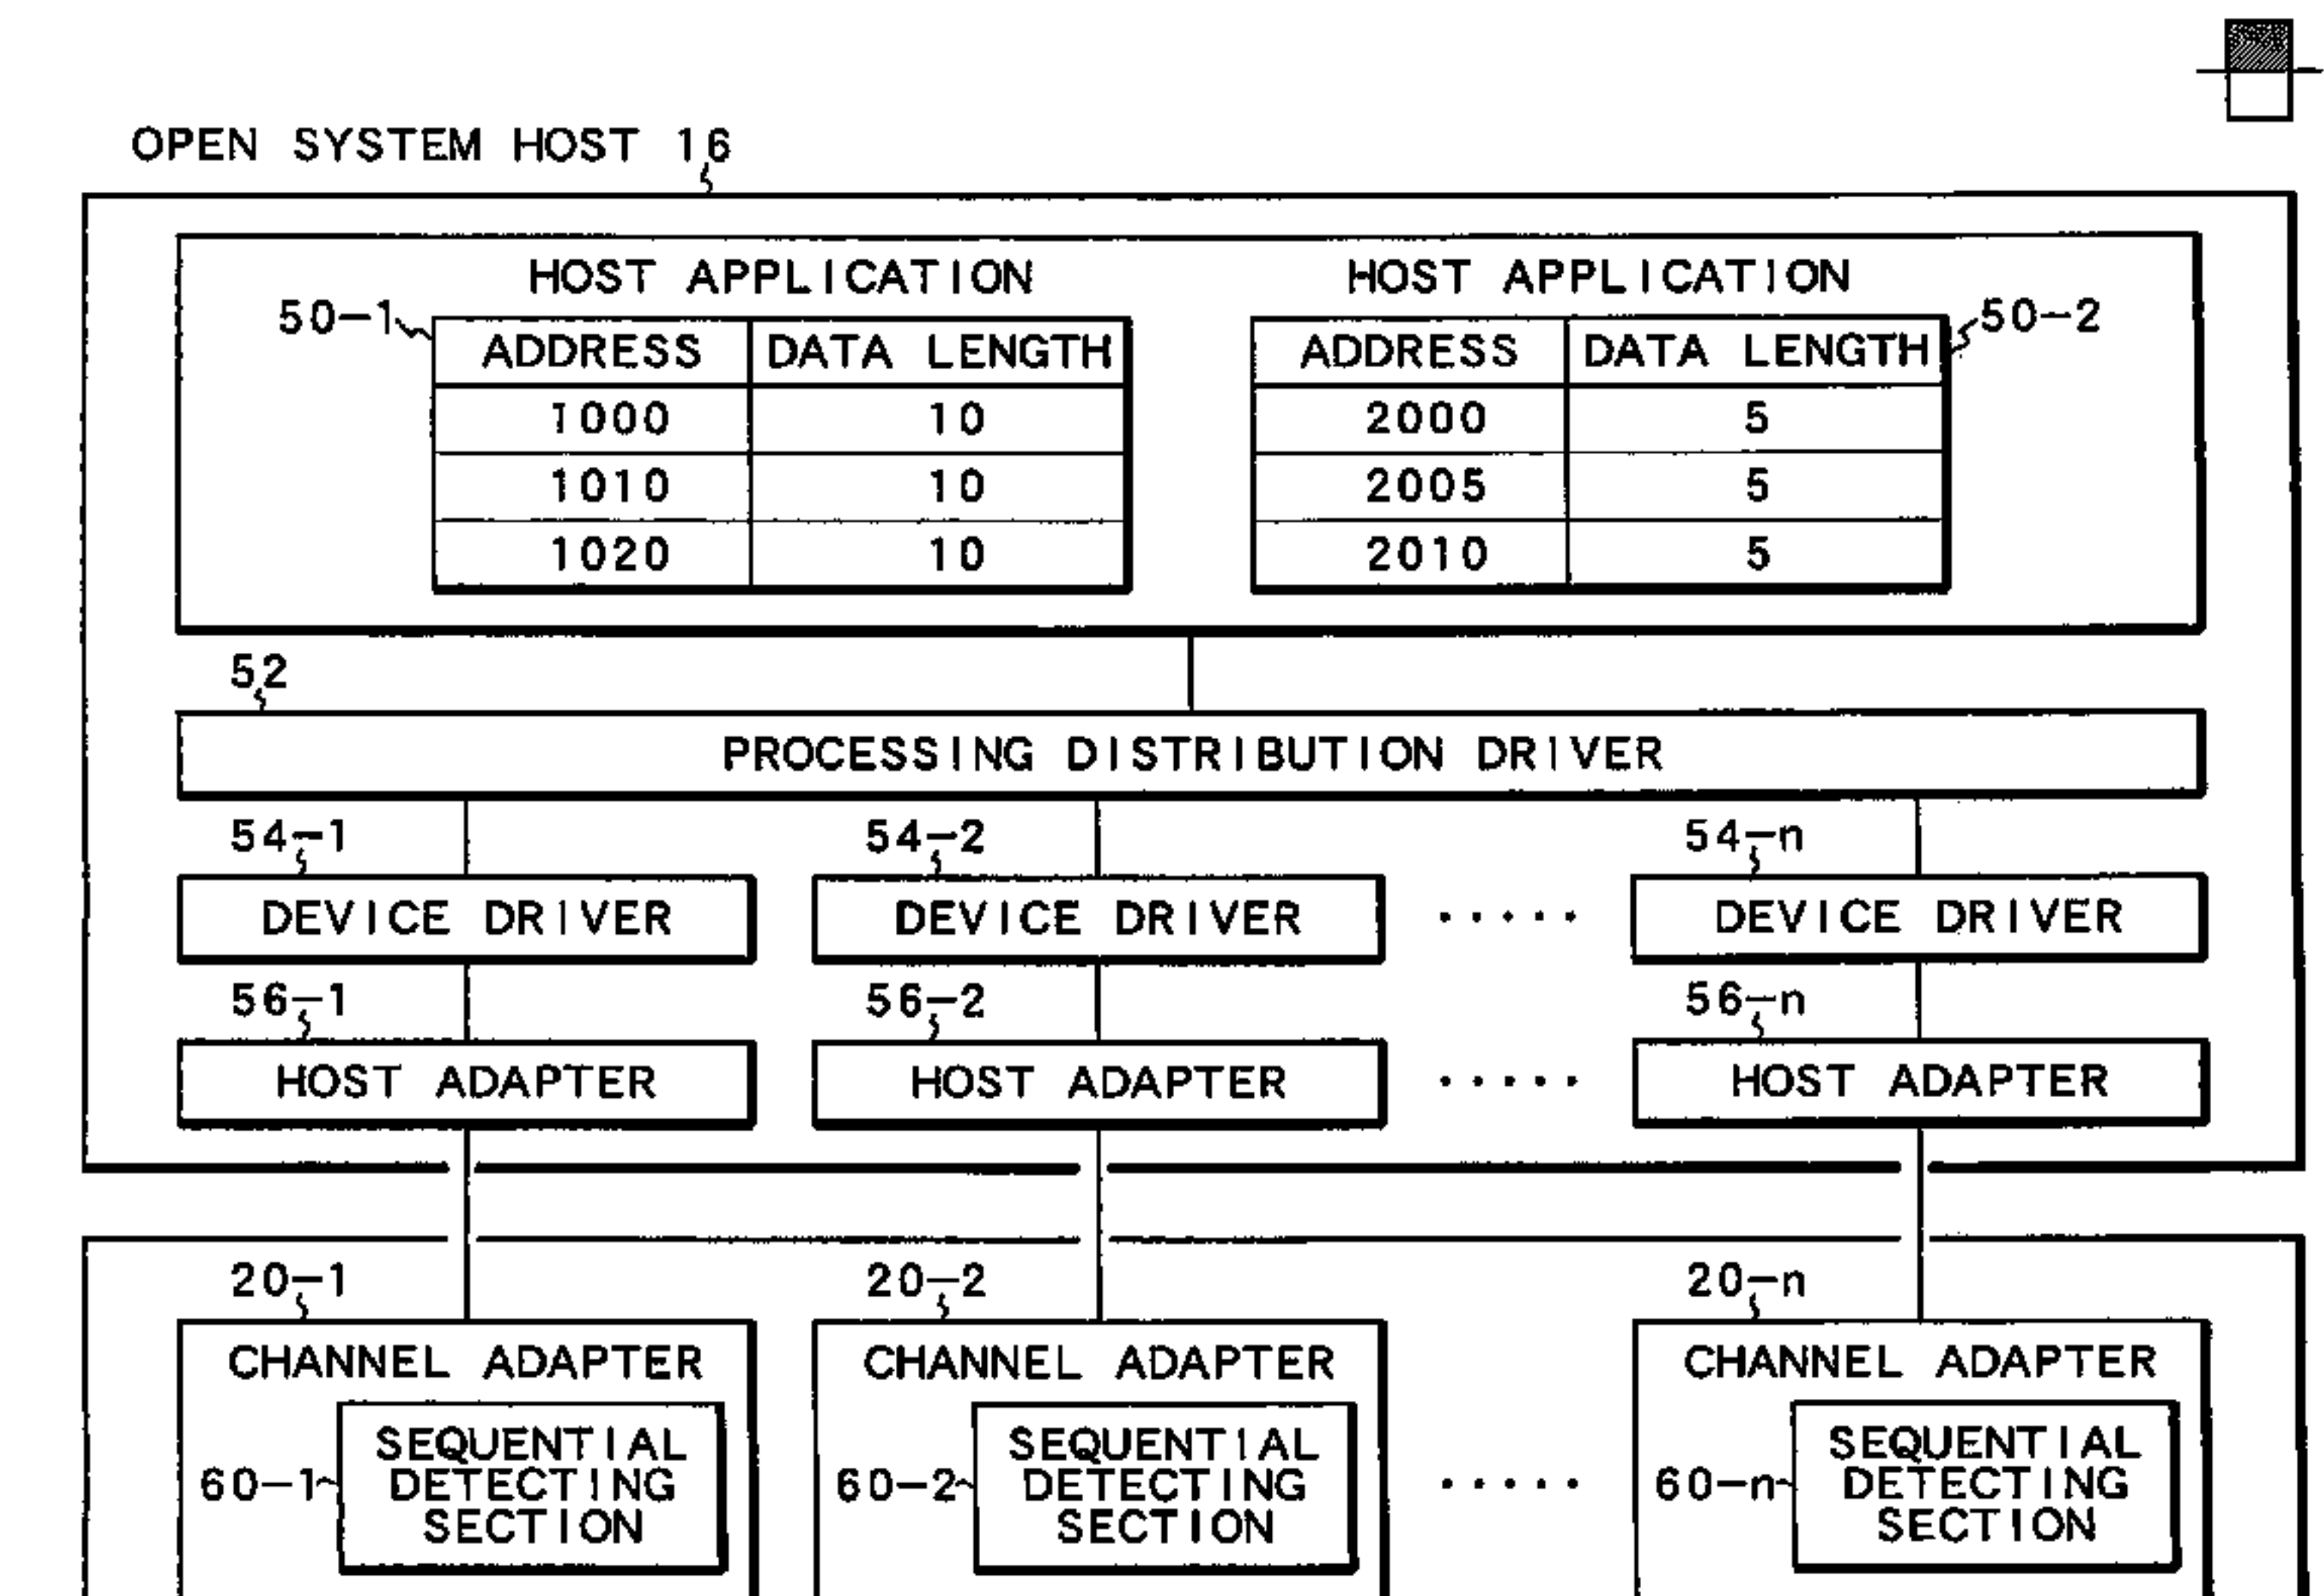 OPEN SYSTEM HOST 16
HOST APPLICATION HOST APPLICATION
50-1 50-2
ADDRESS DATA LENGTH ADDRESS DATA LENGTH
1000 10 2000 5
1010 10 2005 5
1020 10 2010 5
52
PROCESSING DISTRIBUTION DRIVER
54-1 54-2 54-n
DEVICE DRIVER DEVICE DRIVER ..... DEVICE DRIVER
56-1 56-2 56-n
HOST ADAPTER HOST ADAPTER ..... HOST ADAPTER
20-1 20-2 20-n
CHANNEL ADAPTER CHANNEL ADAPTER CHANNEL ADAPTER
SEQUENTIAL SEQUENTIAL SEQUENTIAL
60-1 DETECTING 60-2 DETECTING ..... 60-n DETECTING
SECTION SECTION SECTION